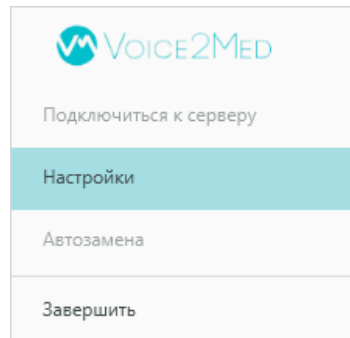 VOICE2MED
Подключиться к серверу
Настройки
Автозамена
Завершить